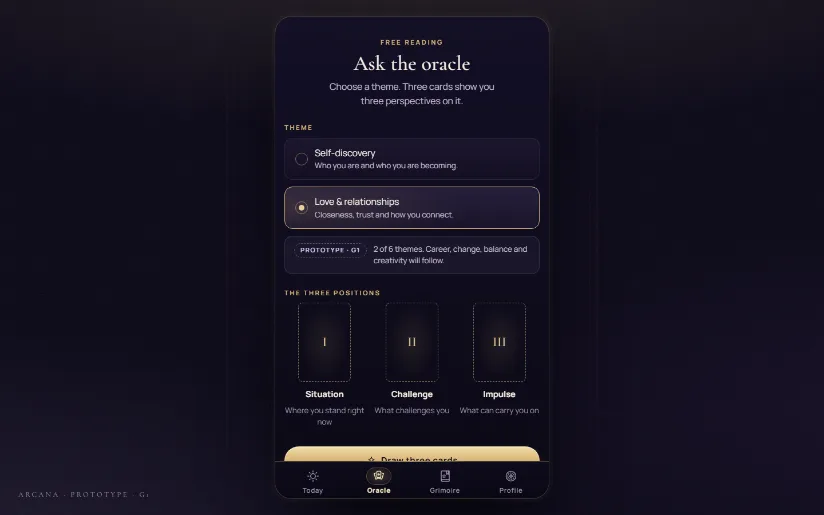 FREE READING
Ask the oracle
Choose a theme. Three cards show you
three perspectives on it.
THEME
Self-discovery
Who you are and who you are becoming.
Love & relationships
Closeness, trust and how you connect.
PROTOTYPE · G1
2 of 6 themes. Career, change, balance and
creativity will follow.
THE THREE POSITIONS
I II III
Situation Challenge Impulse
Where you stand right What challenges you What can carry you on
now
Draw three cards
Today Oracle Grimoire Profile
ARCANA · PROTOTYPE · G1